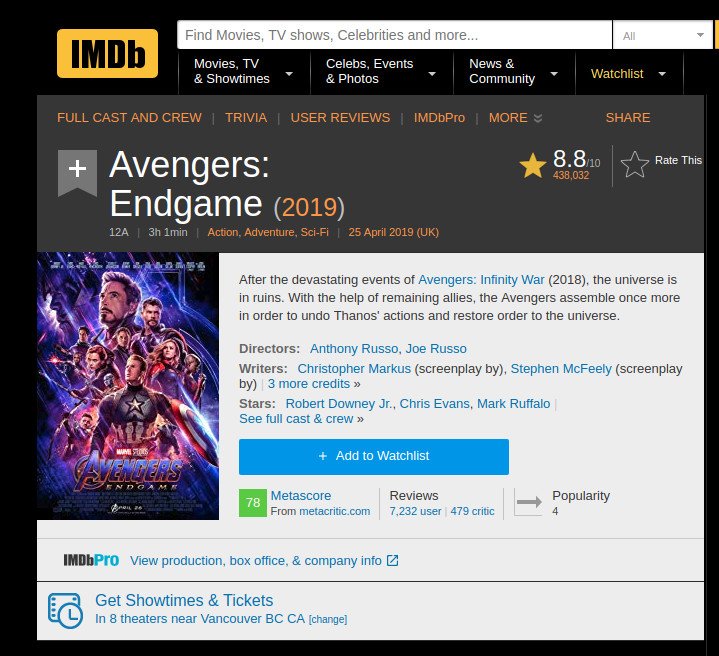 IMDb
Find Movies, TV shows, Celebrities and more...
All
Movies, TV
& Showtimes
Celebs, Events
& Photos
News &
Community
Watchlist
FULL CAST AND CREW | TRIVIA | USER REVIEWS | IMDbPro | MORE
SHARE
+
Avengers:
Endgame (2019)
8.8/10
438,032
Rate This
12A | 3h 1min | Action, Adventure, Sci-Fi | 25 April 2019 (UK)
MARVEL STUDIOS
AVENGERS
ENDGAME
APRIL 26
After the devastating events of Avengers: Infinity War (2018), the universe is
in ruins. With the help of remaining allies, the Avengers assemble once more
in order to undo Thanos' actions and restore order to the universe.
Directors: Anthony Russo, Joe Russo
Writers: Christopher Markus (screenplay by), Stephen McFeely (screenplay
by) | 3 more credits »
Stars: Robert Downey Jr., Chris Evans, Mark Ruffalo |
See full cast & crew »
+ Add to Watchlist
78
Metascore
From metacritic.com
Reviews
7,232 user | 479 critic
Popularity
4
IMDbPro View production, box office, & company info
Get Showtimes & Tickets
In 8 theaters near Vancouver BC CA [change]